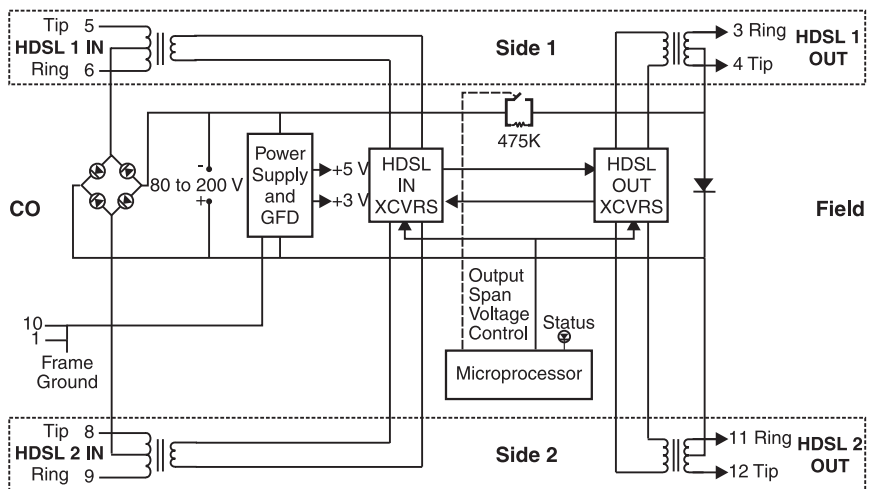 Tip 5
HDSL 1 IN
Ring 6
Side 1
3 Ring
4 Tip
HDSL 1
OUT
475K
CO
-
80 to 200 V
+
Power
Supply
and
GFD
+5 V
+3 V
HDSL
IN
XCVRS
HDSL
OUT
XCVRS
Field
Output
Span
Voltage
Control
Status
Microprocessor
10
1
Frame
Ground
Tip 8
HDSL 2 IN
Ring 9
Side 2
11 Ring
12 Tip
HDSL 2
OUT